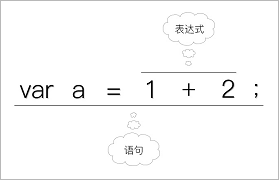 表达式
var a = 1 + 2 ;
语句